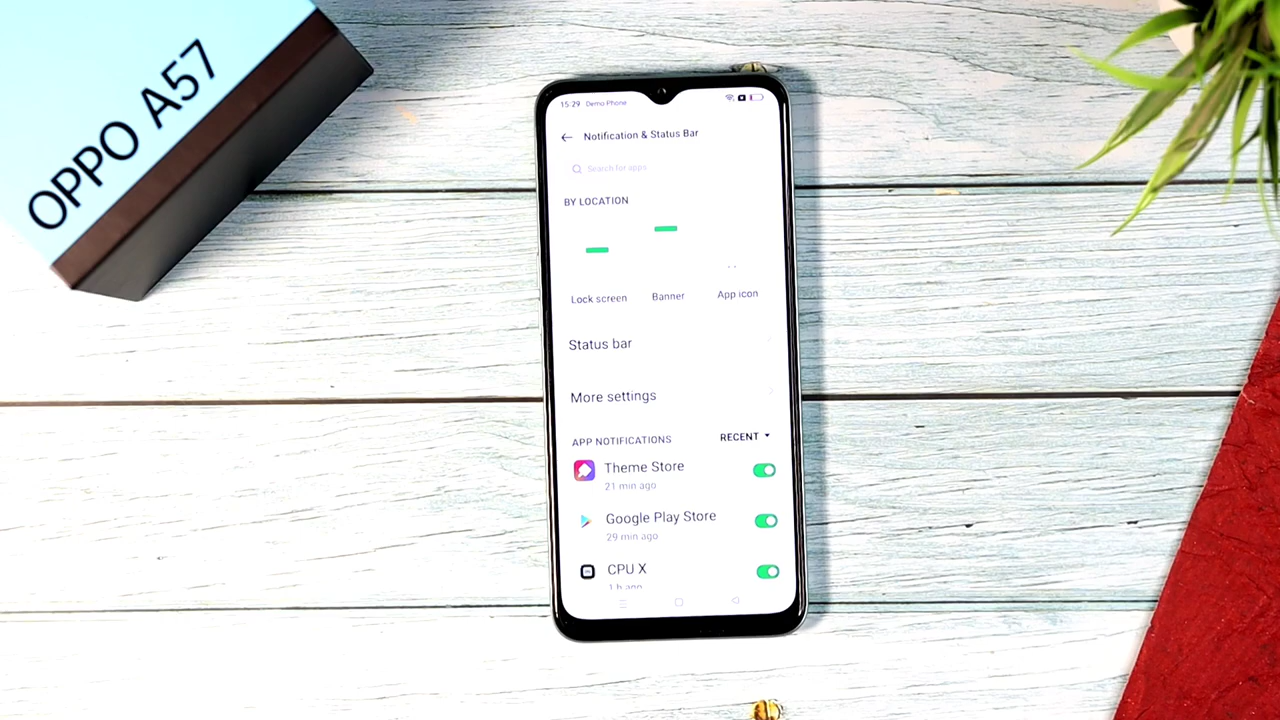 OPPO A57
15:29 Demo Phone
Notification & Status Bar
Search for apps
BY LOCATION
Lock screen Banner App icon
Status bar
More settings
APP NOTIFICATIONS RECENT
Theme Store
21 min ago
Google Play Store
29 min ago
CPU X
1 h ago